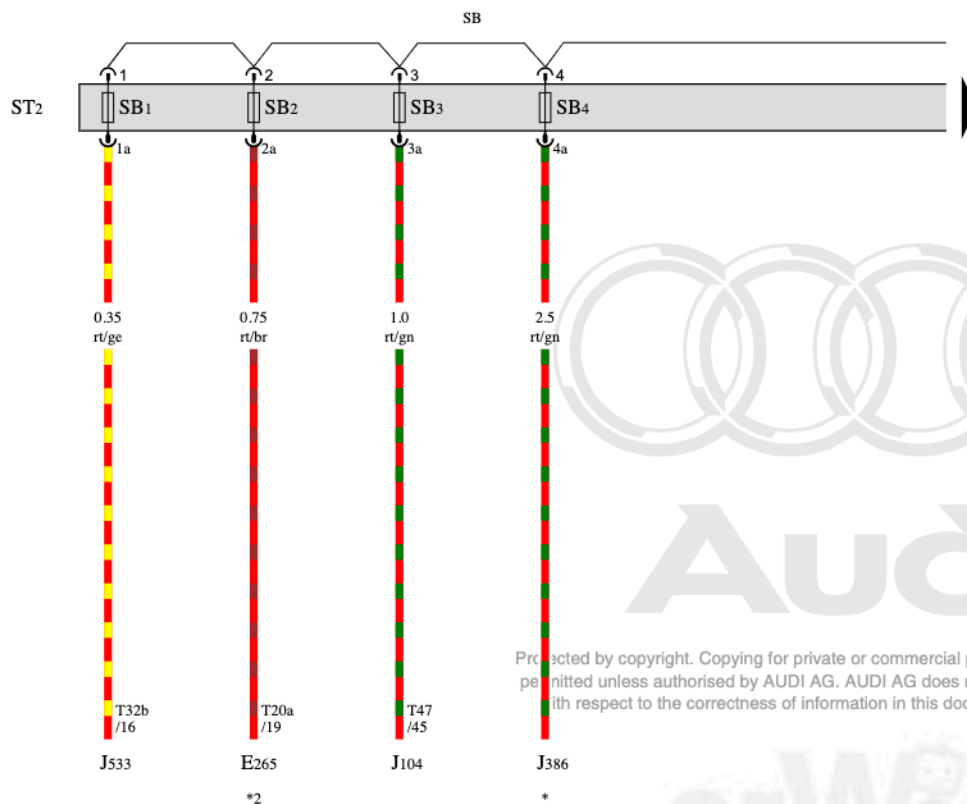 SB
1 2 3 4
ST2 SB1 SB2 SB3 SB4
1a 2a 3a 4a
0.35 0.75 1.0 2.5
rt/ge rt/br rt/gn rt/gn
Aud
Protected by copyright. Copying for private or commercial
permitted unless authorised by AUDI AG. AUDI AG does
with respect to the correctness of information in this doc
T32b T20a T47
/16 /19 /45
J533 E265 J104 J386
*2 *